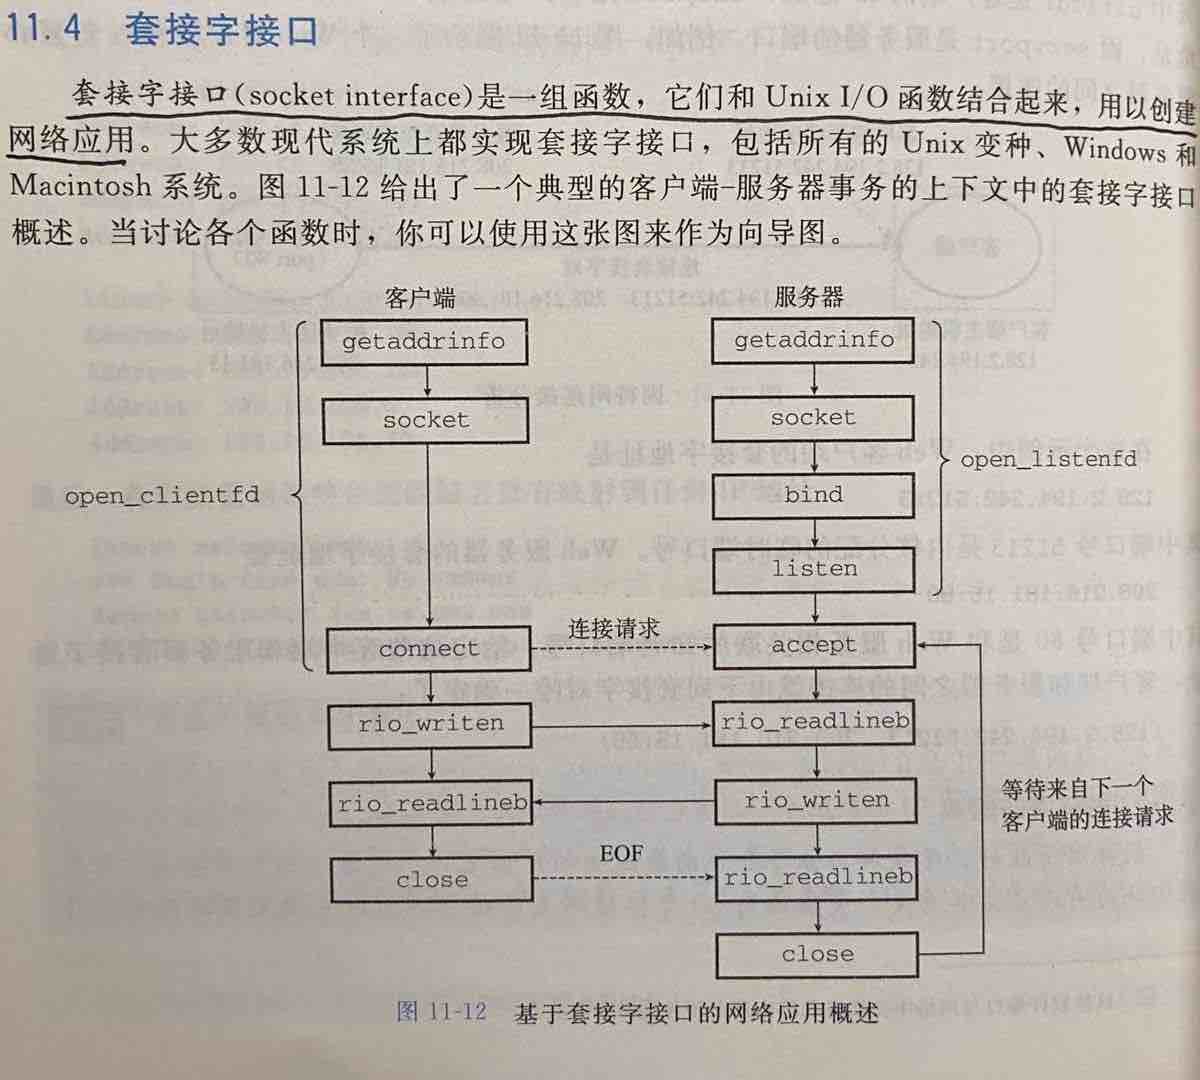 11.4 套接字接口
套接字接口(socket interface)是一组函数，它们和 Unix I/O 函数结合起来，用以创建
网络应用。大多数现代系统上都实现套接字接口，包括所有的 Unix 变种、Windows 和
Macintosh 系统。图 11-12 给出了一个典型的客户端-服务器事务的上下文中的套接字接口
概述。当讨论各个函数时，你可以使用这张图来作为向导图。
客户端
服务器
getaddrinfo
getaddrinfo
socket
socket
open_clientfd
bind
open_listenfd
listen
连接请求
connect
accept
rio_writen
rio_readlineb
rio_readlineb
rio_writen
等待来自下一个
客户端的连接请求
EOF
close
rio_readlineb
close
图 11-12 基于套接字接口的网络应用概述